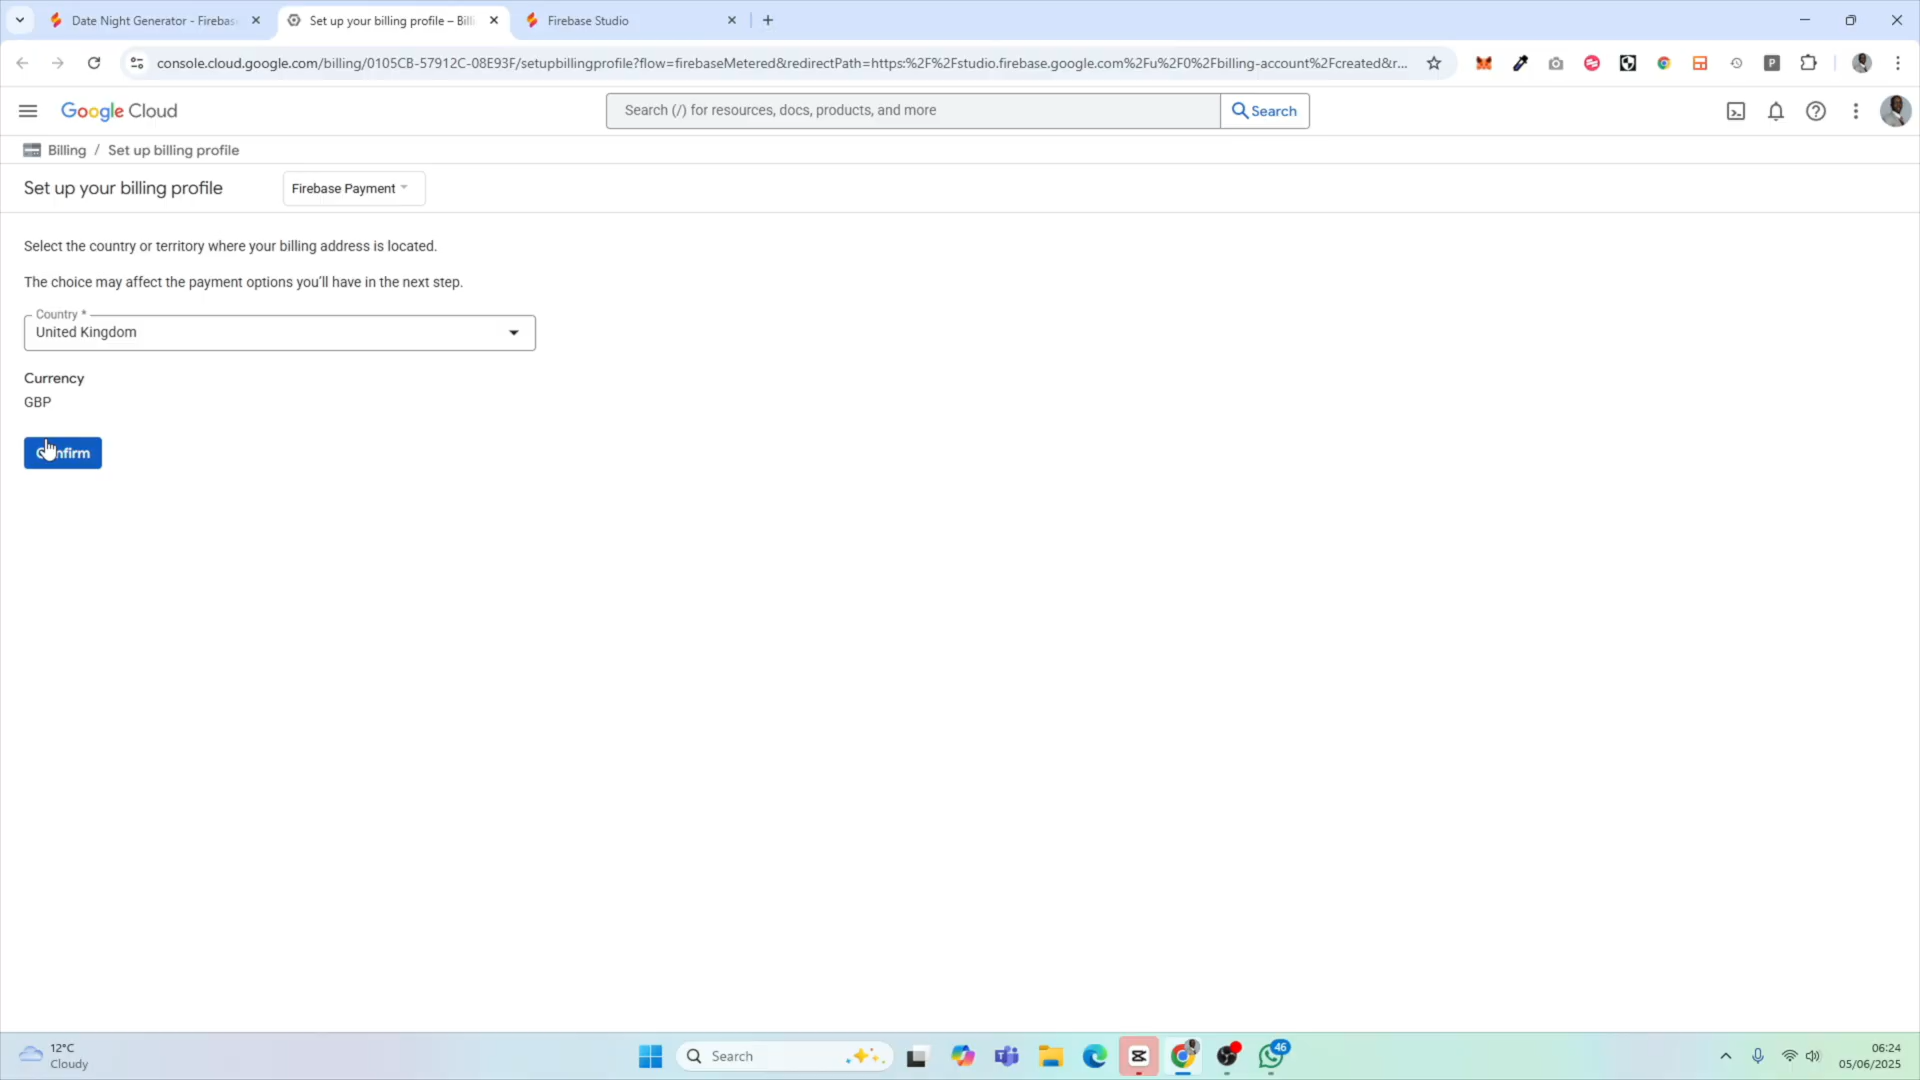 Date Night Generator - Firebas
Set up your billing profile – Bill
Firebase Studio
console.cloud.google.com/billing/0105CB-57912C-08E93F/setupbillingprofile?flow=firebaseMetered&redirectPath=https:%2F%2Fstudio.firebase.google.com%2Fu%2F0%2Fbilling-account%2Fcreated&r...
Google Cloud
Search (/) for resources, docs, products, and more
Search
Billing / Set up billing profile
Set up your billing profile
Firebase Payment
Select the country or territory where your billing address is located.
The choice may affect the payment options you'll have in the next step.
Country *
United Kingdom
Currency
GBP
Confirm
12°C
Cloudy
Search
46
06:24
05/06/2025